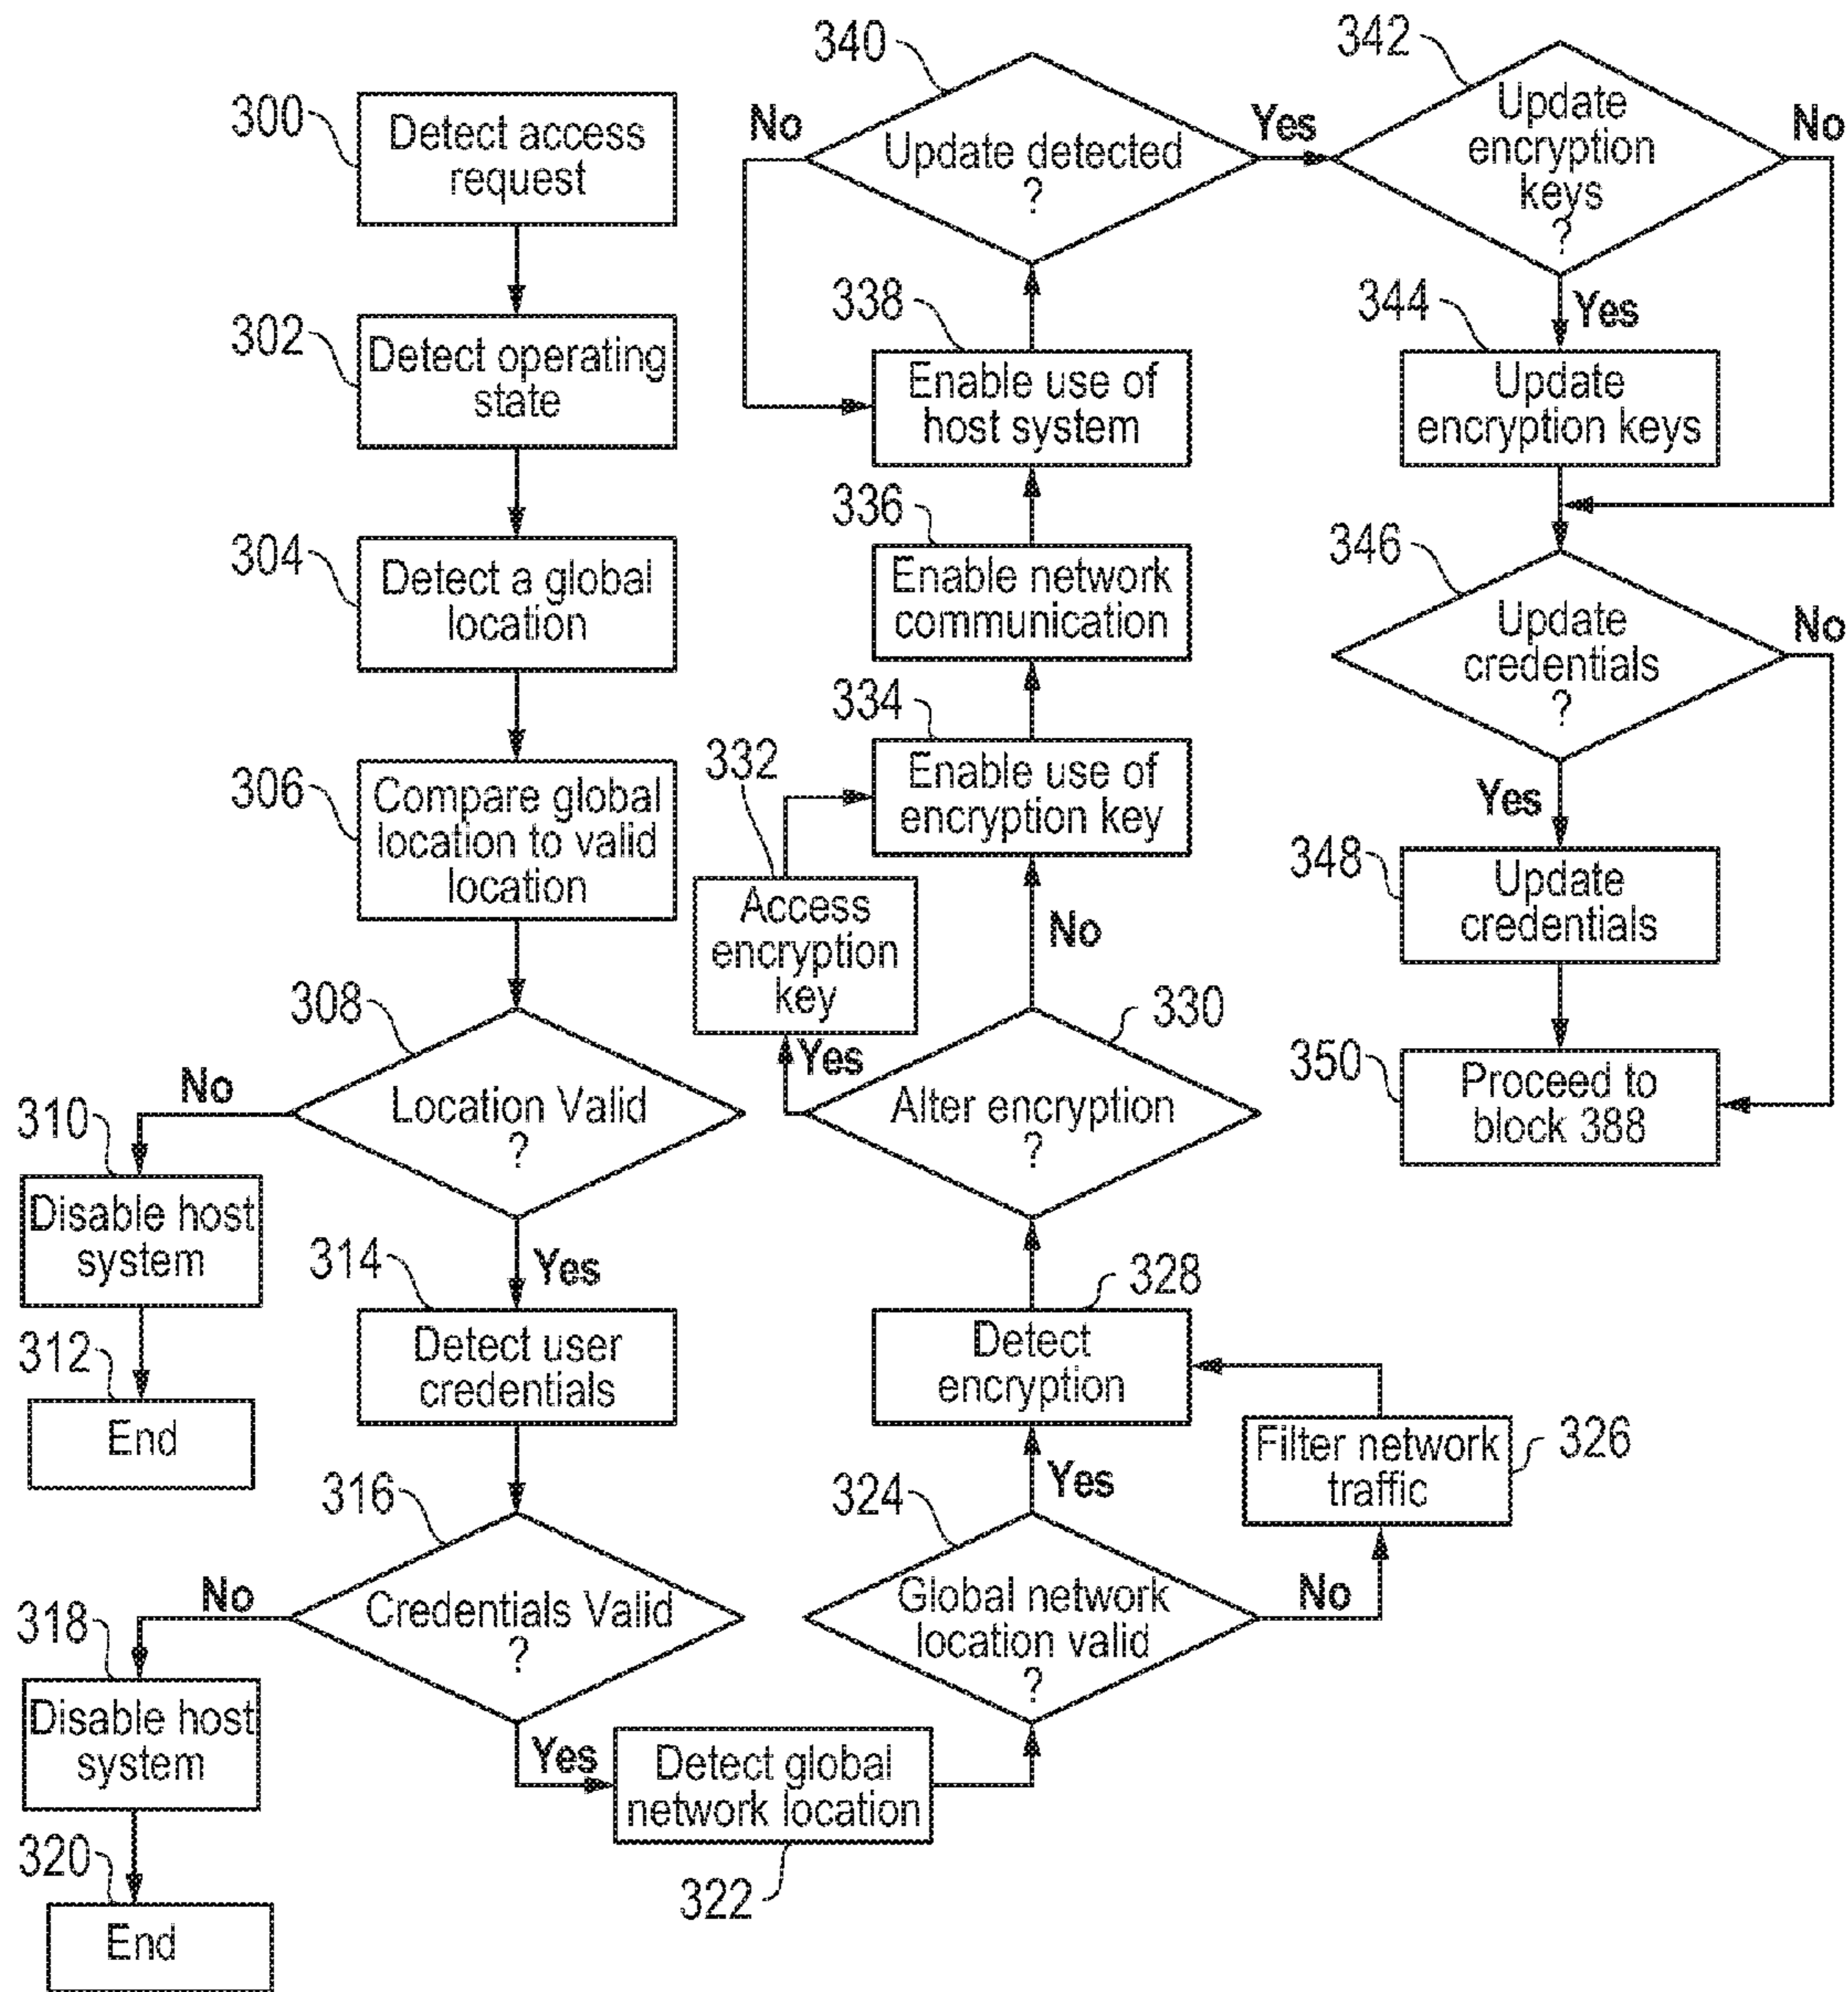 300
Detect access
request
302
Detect operating
state
304
Detect a global
location
306
Compare global
location to valid
location
308
Location Valid
?
No
Yes
310
Disable host
system
312
End
314
Detect user
credentials
316
Credentials Valid
?
No
Yes
318
Disable host
system
320
End
Detect global
network location
322
324
Global network
location valid
?
Yes
No
Filter network
traffic
326
328
Detect
encryption
330
Alter encryption
?
Yes
No
332
Access
encryption
key
334
Enable use of
encryption key
336
Enable network
communication
338
Enable use of
host system
340
Update detected
?
No
Yes
342
Update
encryption
keys
?
No
Yes
344
Update
encryption keys
346
Update
credentials
?
No
Yes
348
Update
credentials
350
Proceed to
block 388